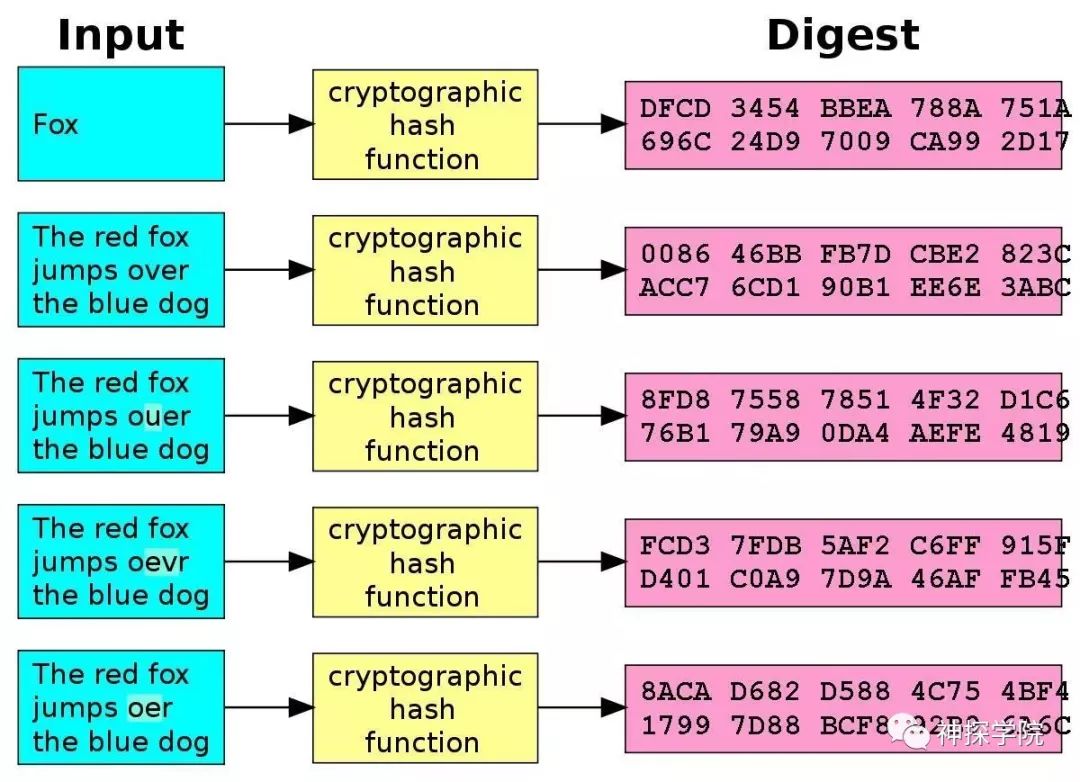 Input
Digest
Fox
cryptographic
hash
function
DFCD 3454 BBEA 788A 751A
696C 24D9 7009 CA99 2D17
The red fox
jumps over
the blue dog
cryptographic
hash
function
0086 46BB FB7D CBE2 823C
ACC7 6CD1 90B1 EE6E 3ABC
The red fox
jumps ouer
the blue dog
cryptographic
hash
function
8FD8 7558 7851 4F32 D1C6
76B1 79A9 0DA4 AEFE 4819
The red fox
jumps oevr
the blue dog
cryptographic
hash
function
FCD3 7FDB 5AF2 C6FF 915F
D401 C0A9 7D9A 46AF FB45
The red fox
jumps oer
the blue dog
cryptographic
hash
function
8ACA D682 D588 4C75 4BF4
1799 7D88 BCF8
神探学院